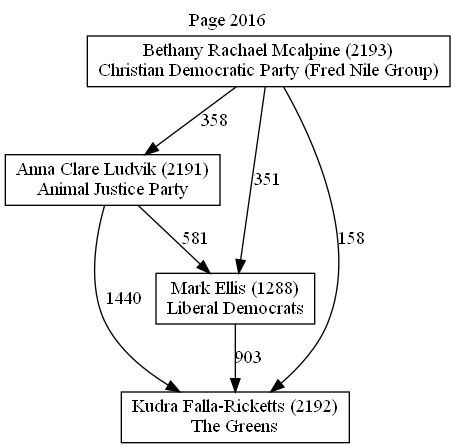 Page 2016
Bethany Rachael Mcalpine (2193)
Christian Democratic Party (Fred Nile Group)
358
Anna Clare Ludvik (2191)
Animal Justice Party
351
581
158
Mark Ellis (1288)
Liberal Democrats
1440
903
Kudra Falla-Ricketts (2192)
The Greens